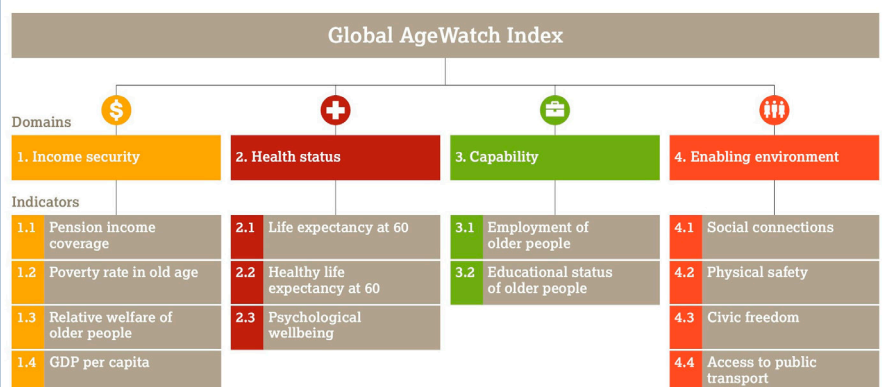 Global AgeWatch Index
Domains
1. Income security
2. Health status
3. Capability
4. Enabling environment
Indicators
1.1 Pension income
coverage
1.2 Poverty rate in old age
1.3 Relative welfare of
older people
1.4 GDP per capita
2.1 Life expectancy at 60
2.2 Healthy life
expectancy at 60
2.3 Psychological
wellbeing
3.1 Employment of
older people
3.2 Educational status
of older people
4.1 Social connections
4.2 Physical safety
4.3 Civic freedom
4.4 Access to public
transport